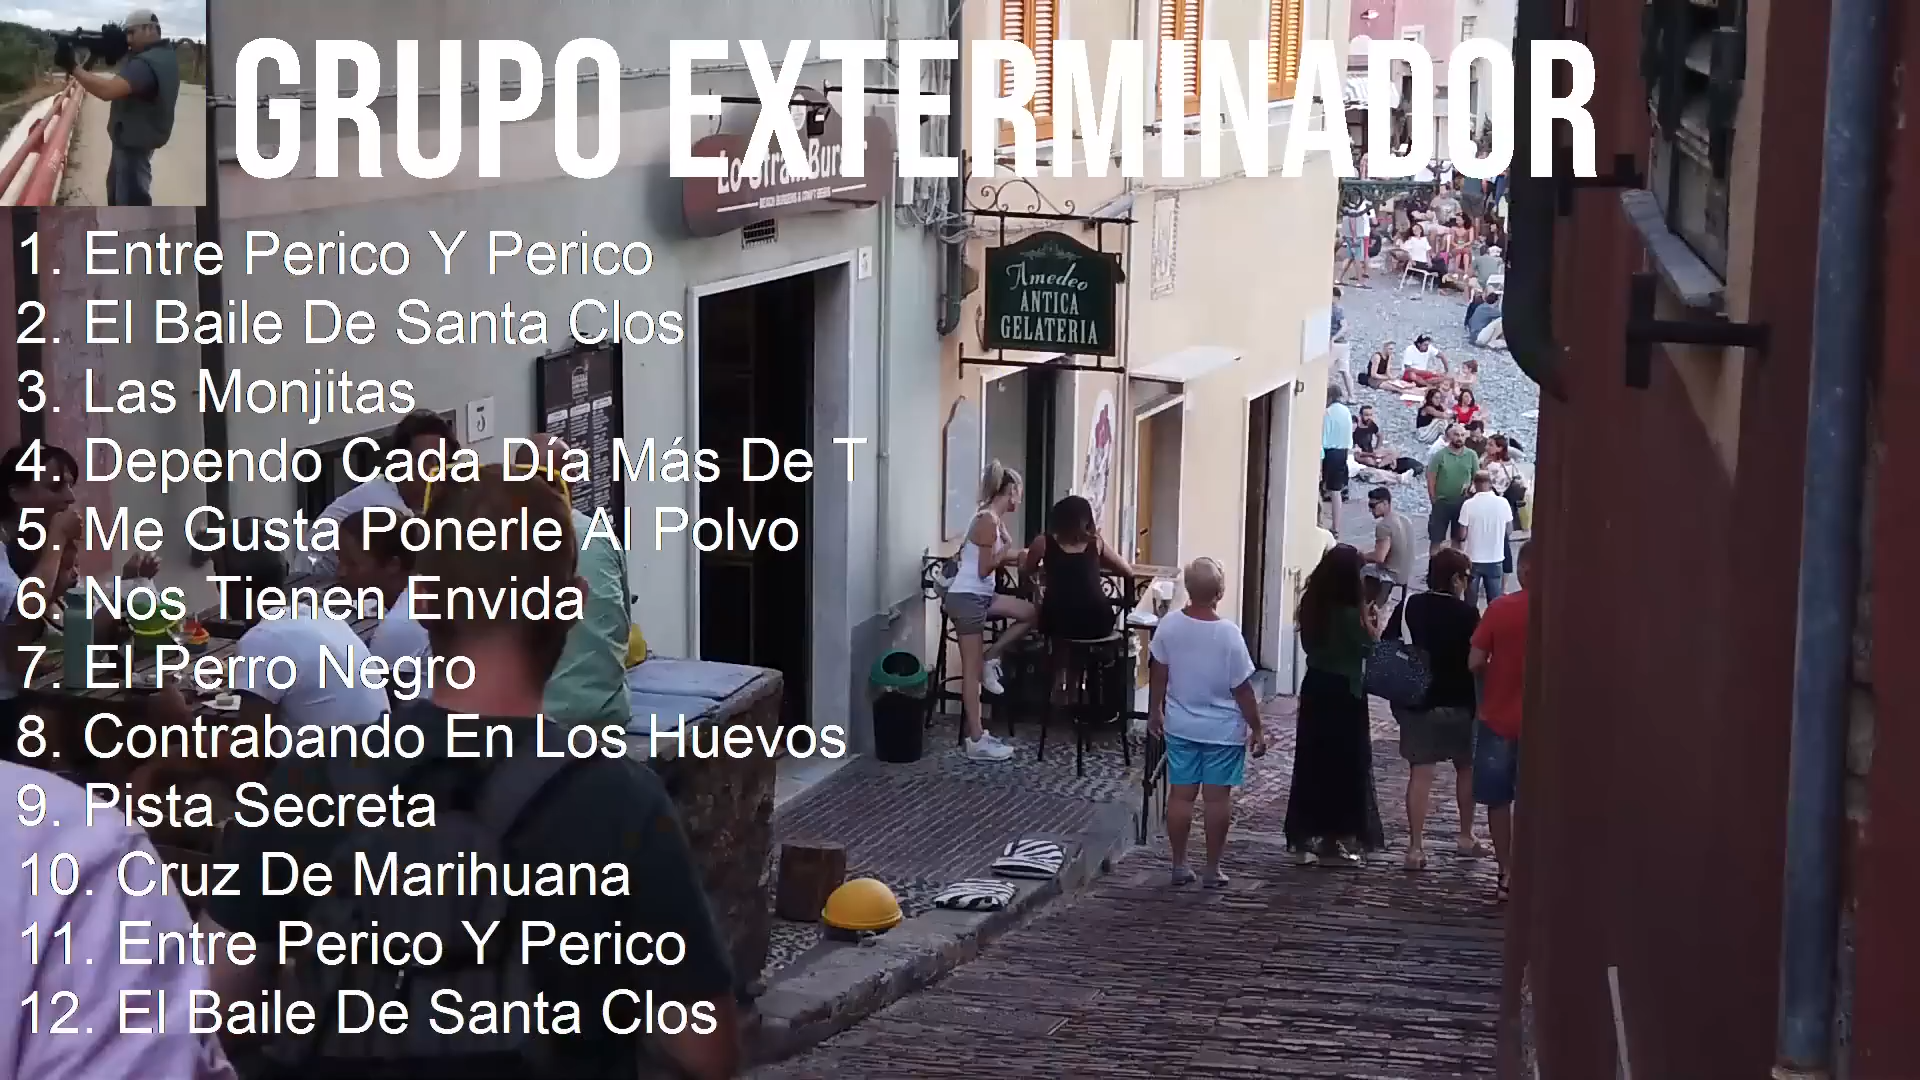 GRUPO EXTERMINADOR
1. Entre Perico Y Perico
2. El Baile De Santa Clos
3. Las Monjitas
4. Dependo Cada Día Más De T
5. Me Gusta Ponerle Al Polvo
6. Nos Tienen Envida
7. El Perro Negro
8. Contrabando En Los Huevos
9. Pista Secreta
10. Cruz De Marihuana
11. Entre Perico Y Perico
12. El Baile De Santa Clos
Amedeo
ANTICA
GELATERIA
3